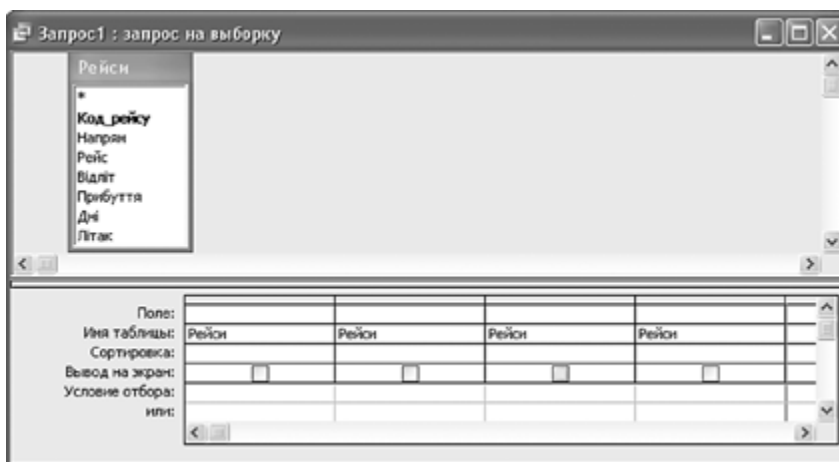 Запрос1 : запрос на выборку
Рейси
*
Код_рейсу
Напрям
Рейс
Відліт
Прибуття
Дні
Літак
Поле:
Имя таблицы: Рейси Рейси Рейси Рейси
Сортировка:
Вывод на экран:
Условие отбора:
или: